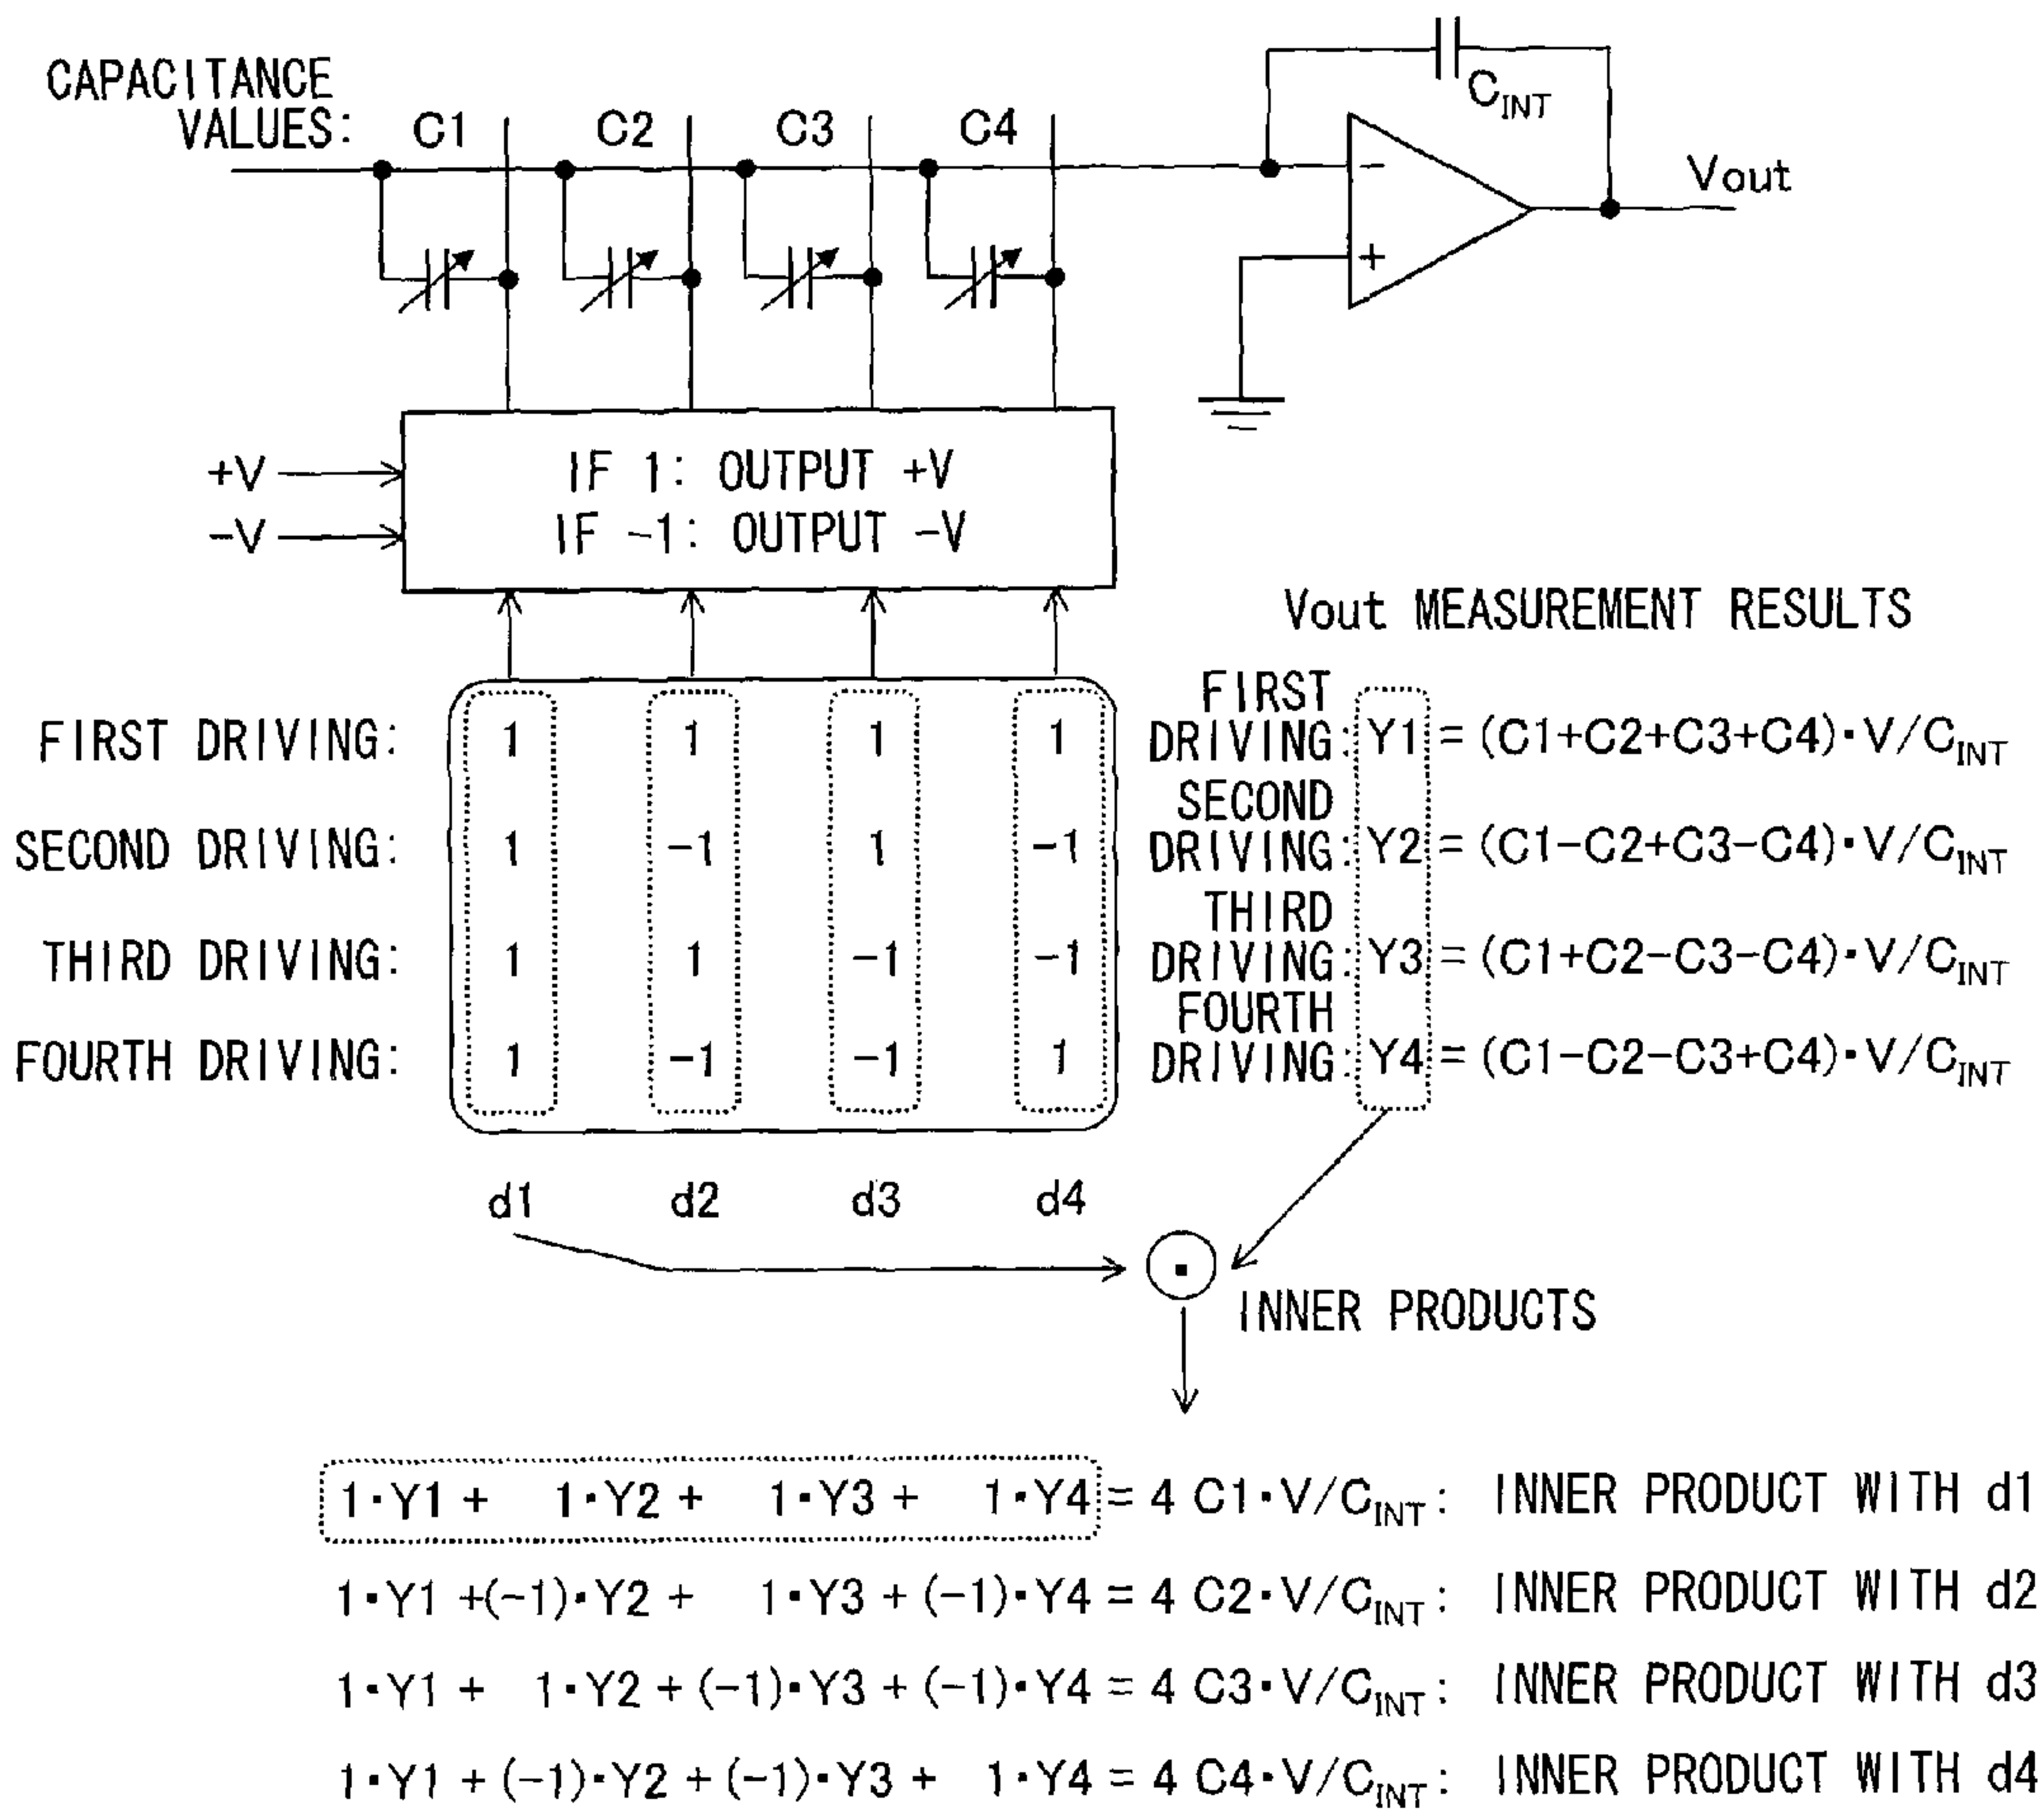 CAPACITANCE
VALUES: C1 C2 C3 C4
C_INT
− Vout
+
+V
−V
IF 1: OUTPUT +V
IF -1: OUTPUT −V
Vout MEASUREMENT RESULTS
FIRST DRIVING: 1 1 1 1
FIRST
DRIVING: Y1 = (C1+C2+C3+C4)·V/C_INT
SECOND DRIVING: 1 -1 1 -1
SECOND
DRIVING: Y2 = (C1-C2+C3-C4)·V/C_INT
THIRD DRIVING: 1 1 -1 -1
THIRD
DRIVING: Y3 = (C1+C2-C3-C4)·V/C_INT
FOURTH DRIVING: 1 -1 -1 1
FOURTH
DRIVING: Y4 = (C1-C2-C3+C4)·V/C_INT
d1 d2 d3 d4
INNER PRODUCTS
1·Y1 + 1·Y2 + 1·Y3 + 1·Y4 = 4 C1·V/C_INT: INNER PRODUCT WITH d1
1·Y1 +(-1)·Y2 + 1·Y3 + (-1)·Y4 = 4 C2·V/C_INT: INNER PRODUCT WITH d2
1·Y1 + 1·Y2 + (-1)·Y3 + (-1)·Y4 = 4 C3·V/C_INT: INNER PRODUCT WITH d3
1·Y1 + (-1)·Y2 + (-1)·Y3 + 1·Y4 = 4 C4·V/C_INT: INNER PRODUCT WITH d4